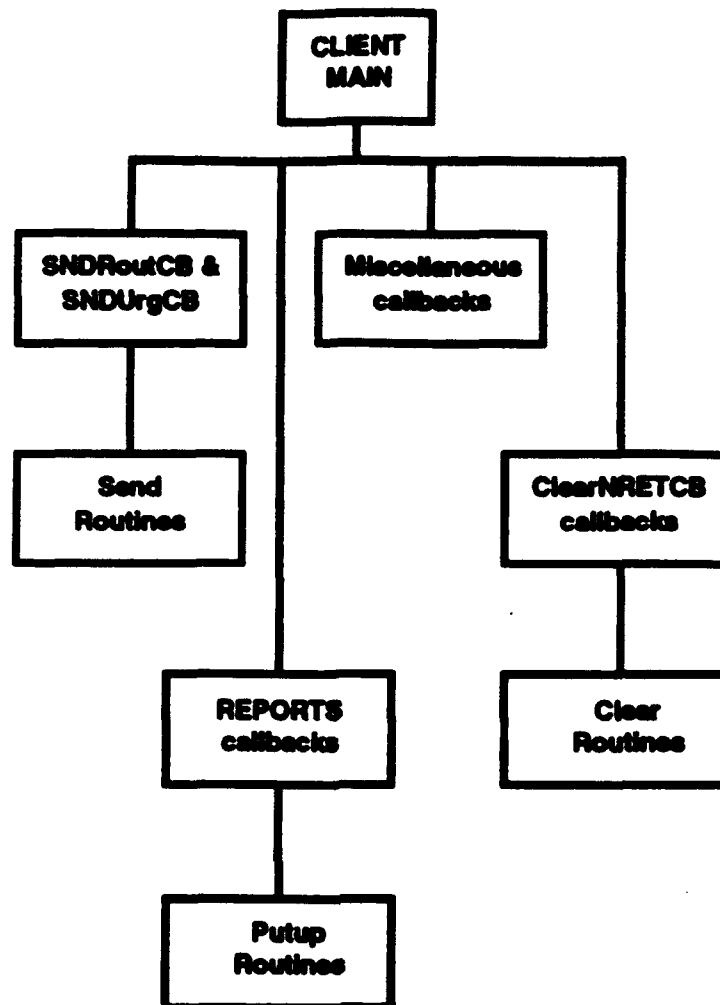 CLIENT
MAIN
SNDRoutCB &
SNDUrgCB
Miscellaneous
callbacks
Send
Routines
ClearNRETCB
callbacks
REPORTS
callbacks
Clear
Routines
Putup
Routines